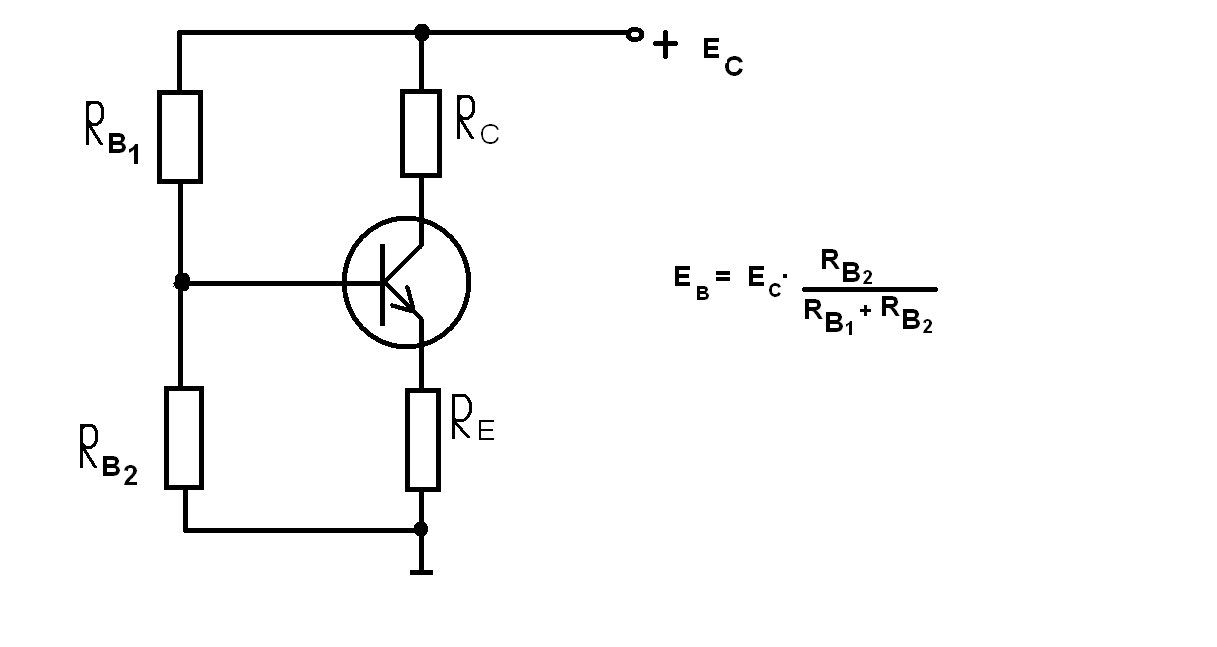 + E_C
R_B1
R_C
E_B = E_C · R_B2 / (R_B1 + R_B2)
R_E
R_B2